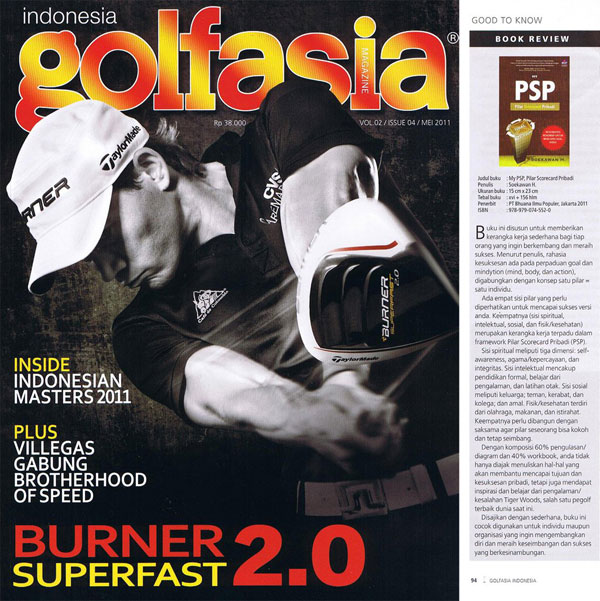 indonesia
golfasia®
MAGAZINE
Rp 38.000
VOL.02 / ISSUE 04 / MEI 2011
TaylorMade
BURNER
CVS
CAREMARK
BURNER
SUPERFAST 2.0
TaylorMade
INSIDE
INDONESIAN
MASTERS 2011
PLUS
VILLEGAS
GABUNG
BROTHERHOOD
OF SPEED
BURNER
SUPERFAST 2.0
GOOD TO KNOW
BOOK REVIEW
MY
PSP
Pilar Scorecard Pribadi
SOEKAWAN H.
Judul buku : My PSP, Pilar Scorecard Pribadi
Penulis : Soekawan H.
Ukuran buku : 15 cm x 23 cm
Tebal buku : xvi + 156 hlm
Penerbit : PT Bhuana Ilmu Populer, Jakarta 2011
ISBN : 978-979-074-552-0
Buku ini disusun untuk memberikan
kerangka kerja sederhana bagi tiap
orang yang ingin berkembang dan meraih
sukses. Menurut penulis, rahasia
kesuksesan ada pada perpaduan goal dan
mindytion (mind, body, dan action),
digabungkan dengan konsep satu pilar =
satu individu.
Ada empat sisi pilar yang perlu
diperhatikan untuk mencapai sukses versi
anda. Keempatnya (sisi spiritual,
intelektual, sosial, dan fisik/kesehatan)
merupakan kerangka kerja terpadu dalam
framework Pilar Scorecard Pribadi (PSP).
Sisi spiritual meliputi tiga dimensi: self-
awareness, agama/kepercayaan, dan
integritas. Sisi intelektual mencakup
pendidikan formal, belajar dari
pengalaman, dan latihan otak. Sisi sosial
meliputi keluarga; teman, kerabat, dan
kolega; dan amal. Fisik/kesehatan terdiri
dari olahraga, makanan, dan istirahat.
Keempatnya perlu dibangun dengan
saksama agar pilar seseorang bisa kokoh
dan tetap seimbang.
Dengan komposisi 60% pengulasan/
diagram dan 40% workbook, anda tidak
hanya diajak menuliskan hal-hal yang
akan membantu mencapai tujuan dan
kesuksesan pribadi, tetapi juga mendapat
inspirasi dan belajar dari pengalaman/
kesalahan Tiger Woods, salah satu pegolf
terbaik dunia saat ini.
Disajikan dengan sederhana, buku ini
cocok digunakan untuk individu maupun
organisasi yang ingin mengembangkan
diri dan meraih keseimbangan dan sukses
yang berkesinambungan.
94 GOLFASIA INDONESIA